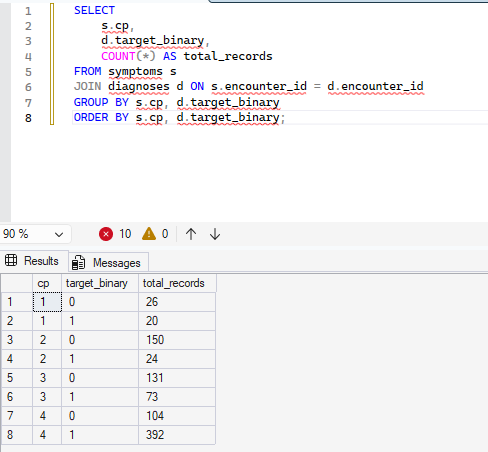 1 SELECT
2 s.cp,
3 d.target_binary,
4 COUNT(*) AS total_records
5 FROM symptoms s
6 JOIN diagnoses d ON s.encounter_id = d.encounter_id
7 GROUP BY s.cp, d.target_binary
8 ORDER BY s.cp, d.target_binary;
90 % 10 0
Results Messages
cp target_binary total_records
1 1 0 26
2 1 1 20
3 2 0 150
4 2 1 24
5 3 0 131
6 3 1 73
7 4 0 104
8 4 1 392